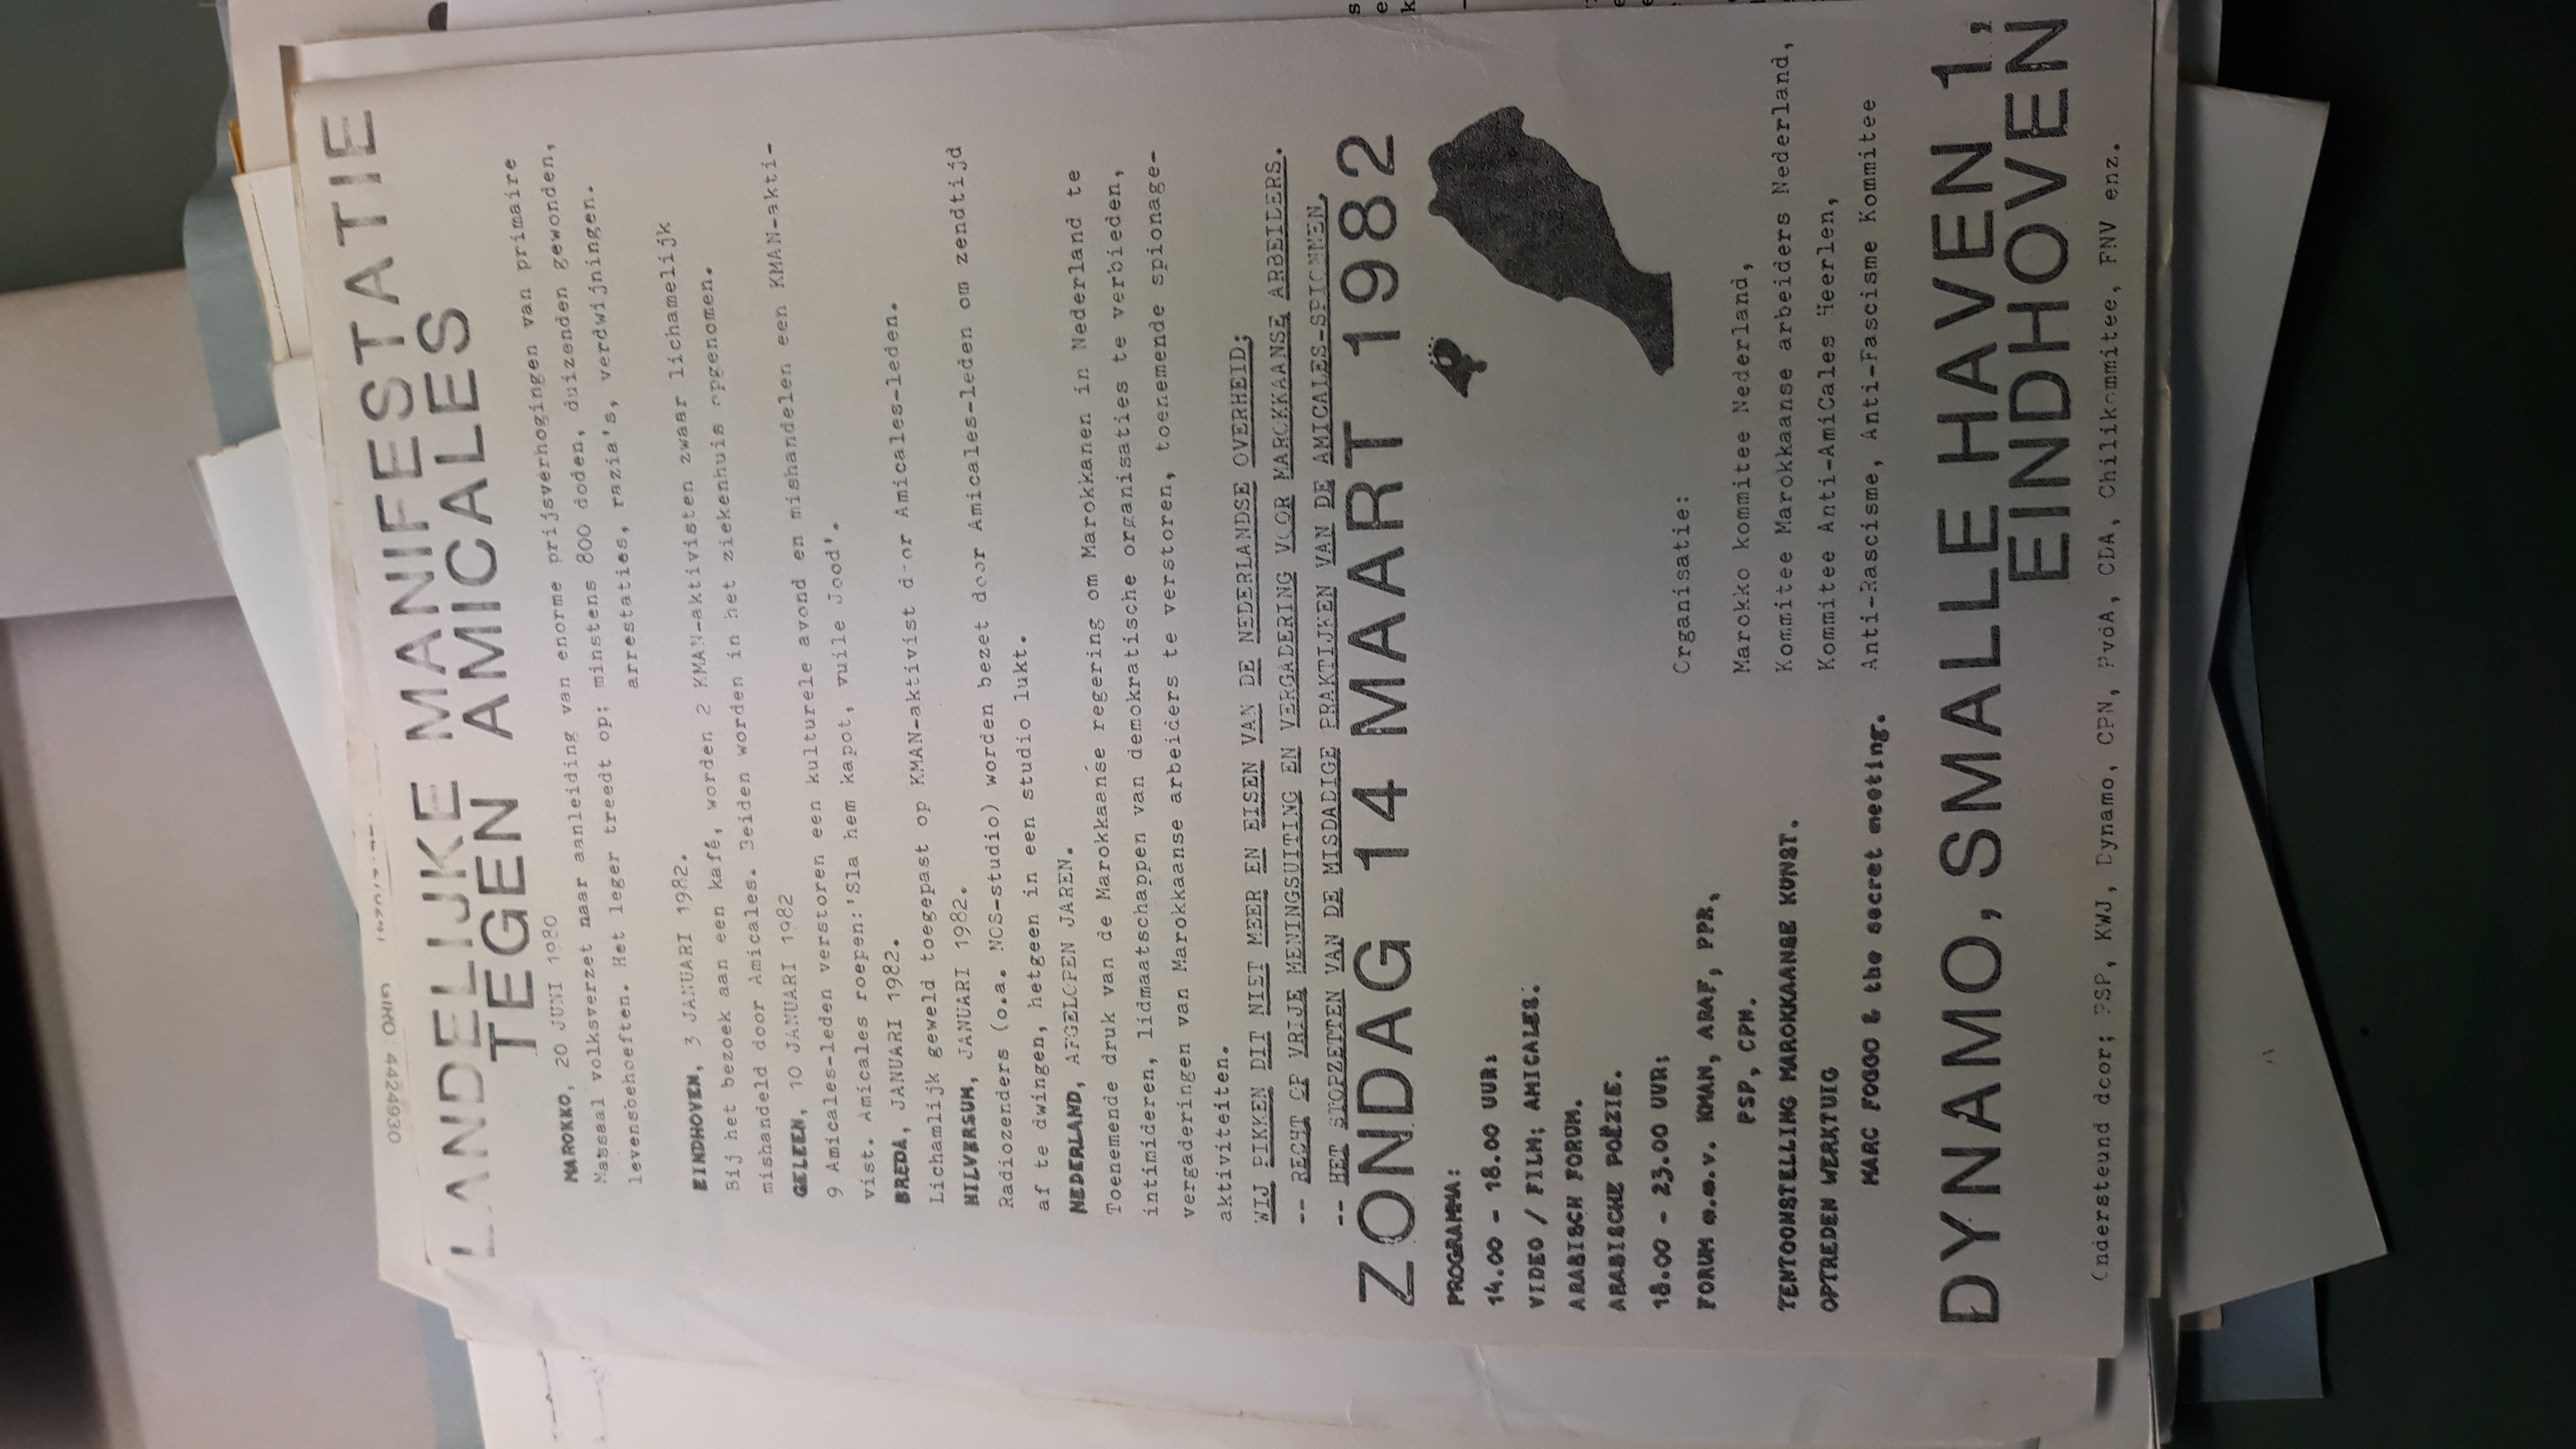 GIRO 4424930
LANDELIJKE MANIFESTATIE
TEGEN AMICALES
MAROKKO, 20 JUNI 1980
Massaal volksverzet naar aanleiding van enorme prijsverhogingen van primaire
levensbehoeften. Het leger treedt op; minstens 800 doden, duizenden gewonden,
arrestaties, razia's, verdwijningen.
EINDHOVEN, 3 JANUARI 1982.
Bij het bezoek aan een kafé, worden 2 KMAN-aktivisten zwaar lichamelijk
mishandeld door Amicales. Beiden worden in het ziekenhuis opgenomen.
GELEEN, 10 JANUARI 1982
9 Amicales-leden verstoren een kulturele avond en mishandelen een KMAN-akti-
vist. Amicales roepen:'Sla hem kapot, vuile Jood'.
BREDA, JANUARI 1982.
Lichamlijk geweld toegepast op KMAN-aktivist door Amicales-leden.
HILVERSUM, JANUARI 1982.
Radiozenders (o.a. NOS-studio) worden bezet door Amicales-leden om zendtijd
af te dwingen, hetgeen in een studio lukt.
NEDERLAND, AFGELOPEN JAREN.
Toenemende druk van de Marokkaanse regering om Marokkanen in Nederland te
intimideren, lidmaatschappen van demokratische organisaties te verbieden,
vergaderingen van Marokkaanse arbeiders te verstoren, toenemende spionage-
aktiviteiten.
WIJ PIKKEN DIT NIET MEER EN EISEN VAN DE NEDERLANDSE OVERHEID;
-- RECHT OP VRIJE MENINGSUITING EN VERGADERING VOOR MAROKKAANSE ARBEIDERS.
-- HET STOPZETTEN VAN DE MISDADIGE PRAKTIJKEN VAN DE AMICALES-SPIONNEN.
ZONDAG 14 MAART 1982
PROGRAMMA:
14.00 - 18.00 UUR:
VIDEO / FILM; AMICALES.
ARABISCH FORUM.
ARABISCHE POËZIE.
18.00 - 23.00 UUR:
FORUM m.m.v. KMAN, ARAF, PPR,
PSP, CPN.
TENTOONSTELLING MAROKKAANSE KUNST.
OPTREDEN WERKTUIG
MARC FOGGO & the secret meeting.
Organisatie:
Marokko kommitee Nederland,
Kommitee Marokkaanse arbeiders Nederland,
Kommitee Anti-AmiCales Heerlen,
Anti-Rascisme, Anti-Fascisme Kommitee
DYNAMO, SMALLE HAVEN 1,
EINDHOVEN
Ondersteund door; PSP, KWJ, Dynamo, CPN, PvdA, CDA, Chilikommitee, FNV enz.